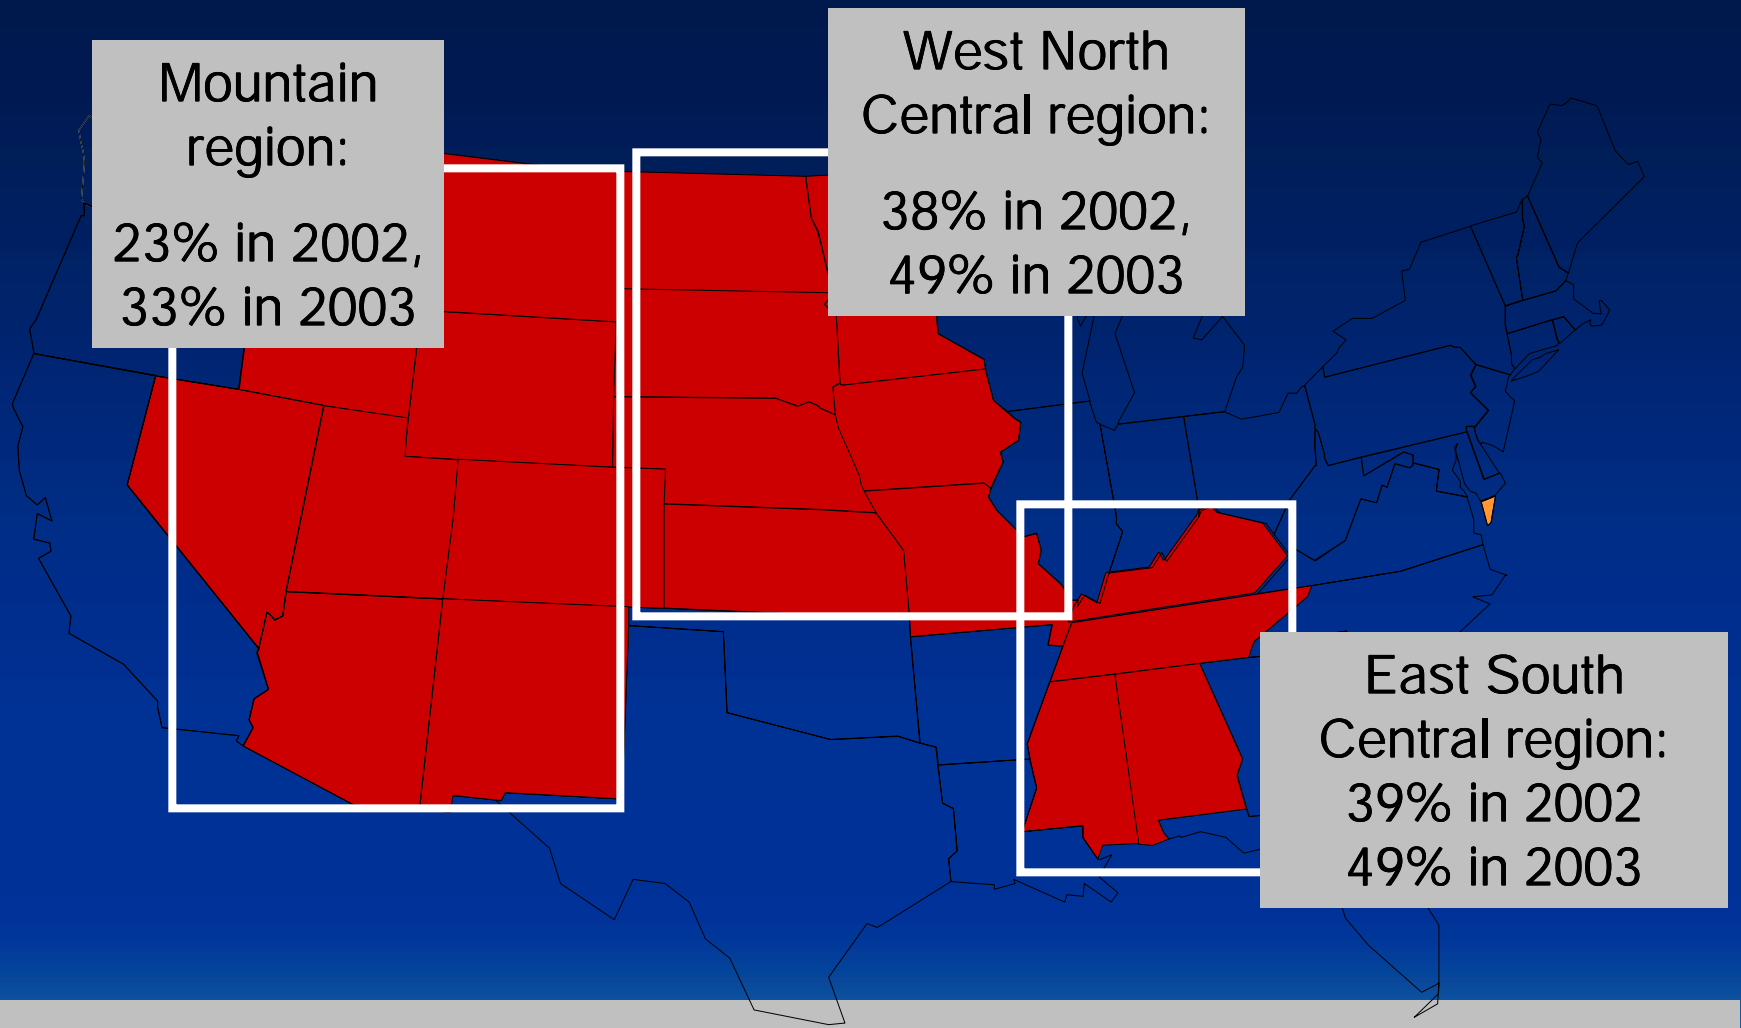 Mountain
region:
23% in 2002,
33% in 2003
West North
Central region:
38% in 2002,
49% in 2003
East South
Central region:
39% in 2002
49% in 2003